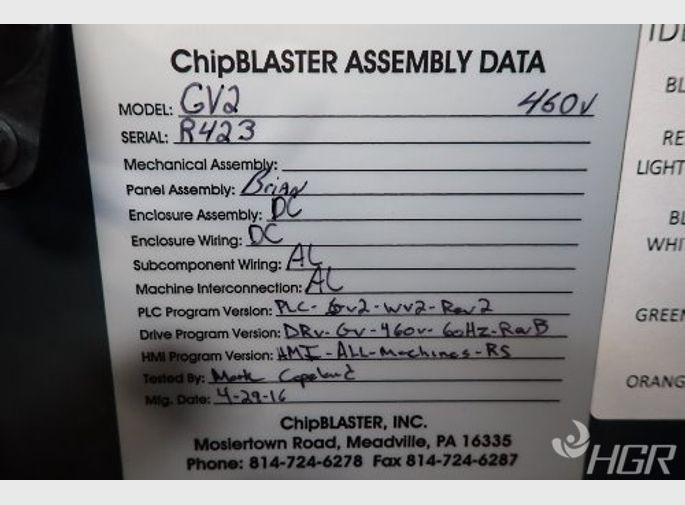 ChipBLASTER ASSEMBLY DATA
MODEL: GV2 460v
SERIAL: R423
Mechanical Assembly:
Panel Assembly: Brian
Enclosure Assembly: DC
Enclosure Wiring: DC
Subcomponent Wiring: AL
Machine Interconnection: AL
PLC Program Version: PLC-Gv2-WV2-Rev2
Drive Program Version: DRV-GV-460v-60Hz-RevB
HMI Program Version: HMI-ALL-Machines-R5
Tested By: Mark Copeland
Mfg. Date: 4-29-16
ChipBLASTER, INC.
Mosiertown Road, Meadville, PA 16335
Phone: 814-724-6278 Fax 814-724-6287
IDE
BL
RE
LIGHT
BL
WHI
GREEN
ORANG
HGR